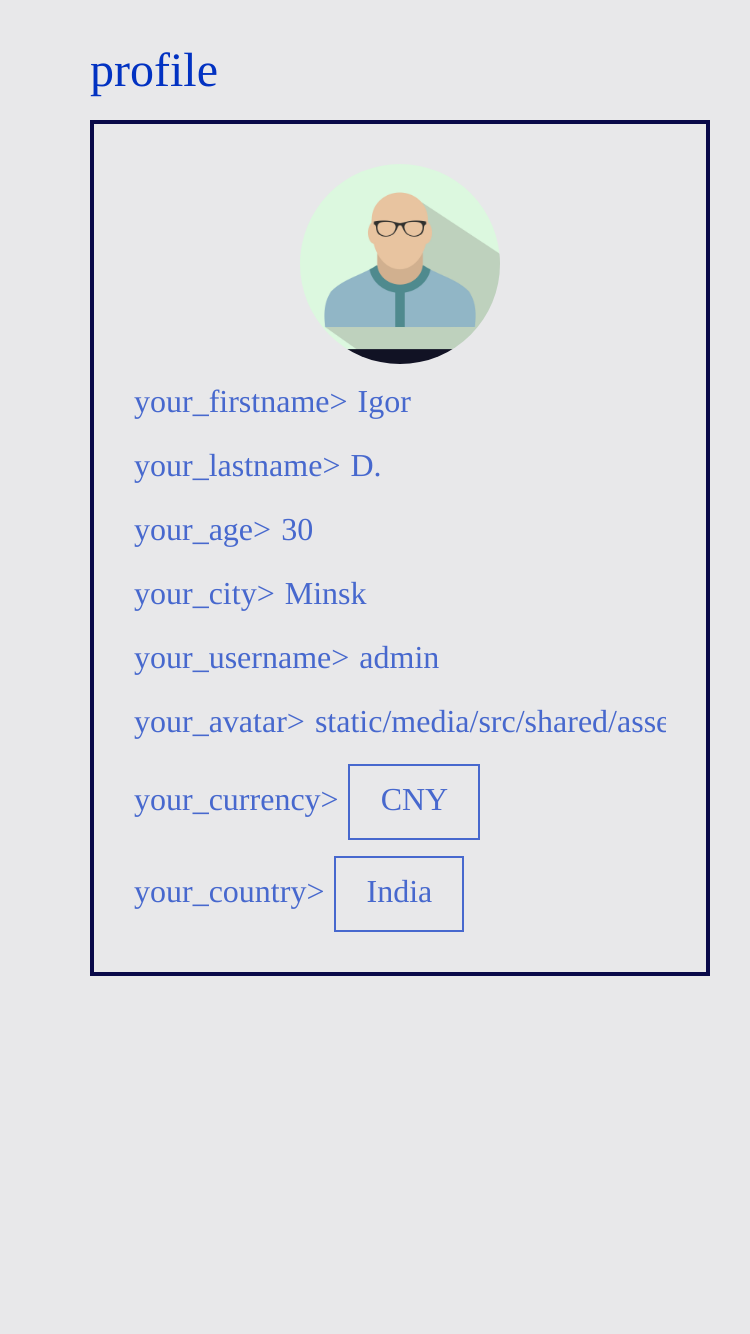 profile
your_firstname> Igor
your_lastname> D.
your_age> 30
your_city> Minsk
your_username> admin
your_avatar> static/media/src/shared/asse
your_currency> CNY
your_country> India